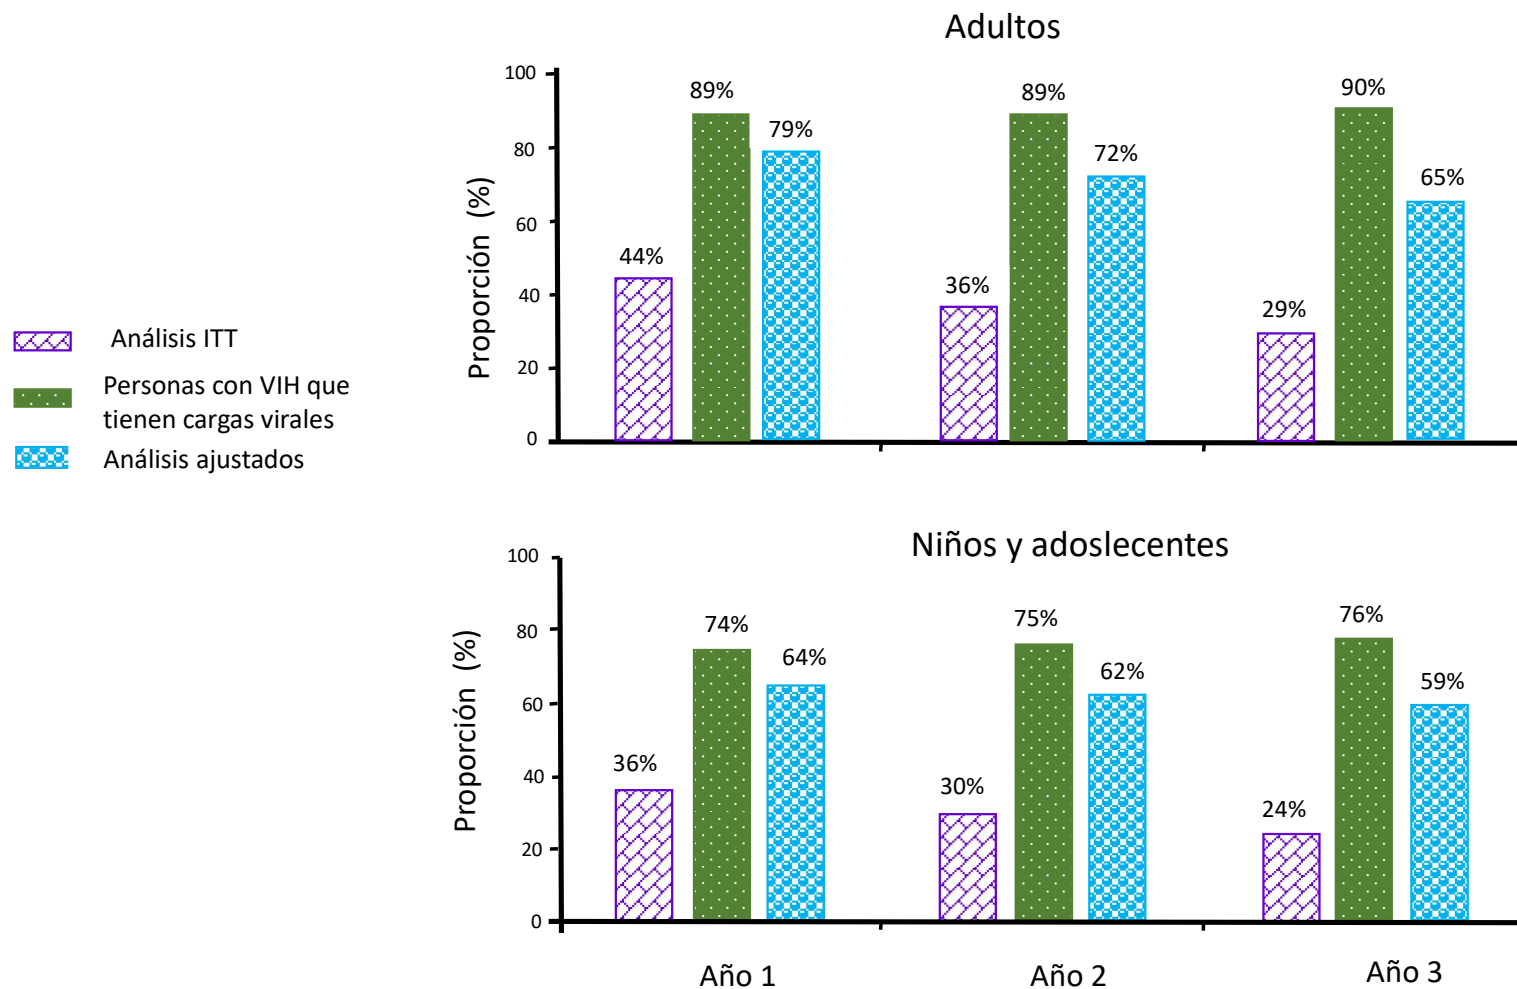 Adultos
100
80
60
40
20
0
Proporción (%)
89%
79%
44%
89%
72%
36%
90%
65%
29%
Análisis ITT
Personas con VIH que
tienen cargas virales
Análisis ajustados
Niños y adoslecentes
100
80
60
40
20
0
Proporción (%)
74%
64%
36%
75%
62%
30%
76%
59%
24%
Año 1
Año 2
Año 3